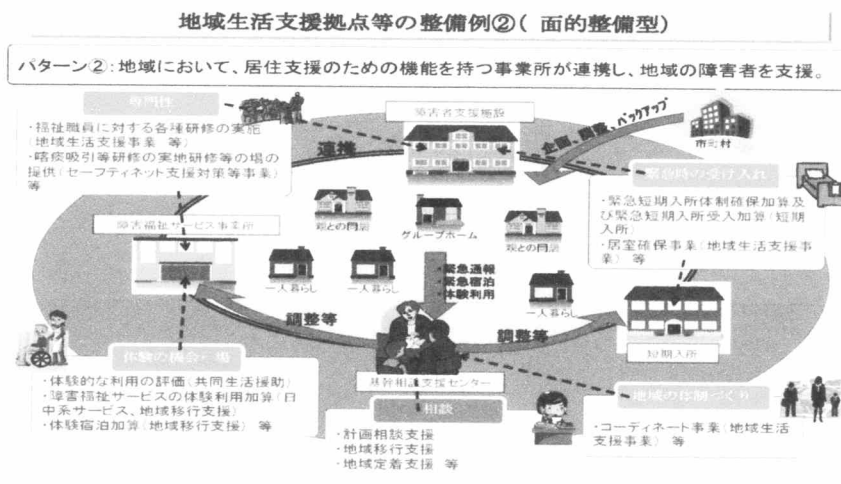 地域生活支援拠点等の整備例②( 面的整備型)
パターン②:地域において、居住支援のための機能を持つ事業所が連携し、地域の障害者を支援。
専門性
・福祉職員に対する各種研修の実施
(地域生活支援事業 等)
・喀痰吸引等研修の実地研修等の場の
提供(セーフティネット支援対策等事業)
等
障害者支援施設
連携
企画、調整、バックアップ
市町村
緊急時の受け入れ
・緊急短期入所体制確保加算及
び緊急短期入所受入加算(短期
入所)
・居室確保事業(地域生活支援事
業) 等
障害福祉サービス事業所
親との同居
グループホーム
親との同居
一人暮らし
一人暮らし
・緊急通報
・緊急宿泊
・体験利用
一人暮らし
調整等
調整等
短期入所
体験の機会・場
・体験的な利用の評価(共同生活援助)
・障害福祉サービスの体験利用加算(日
中系サービス、地域移行支援)
・体験宿泊加算(地域移行支援) 等
基幹相談支援センター
相談
・計画相談支援
・地域移行支援
・地域定着支援 等
地域の体制づくり
・コーディネート事業(地域生活
支援事業) 等